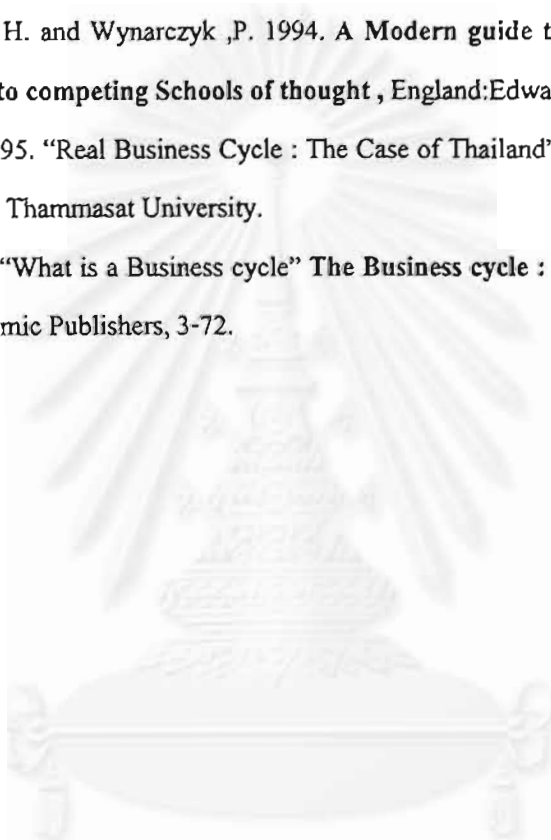 H. and Wynarczyk ,P. 1994. A Modern guide t
to competing Schools of thought , England:Edwa
95. “Real Business Cycle : The Case of Thailand’
Thammasat University.
“What is a Business cycle” The Business cycle :
mic Publishers, 3-72.